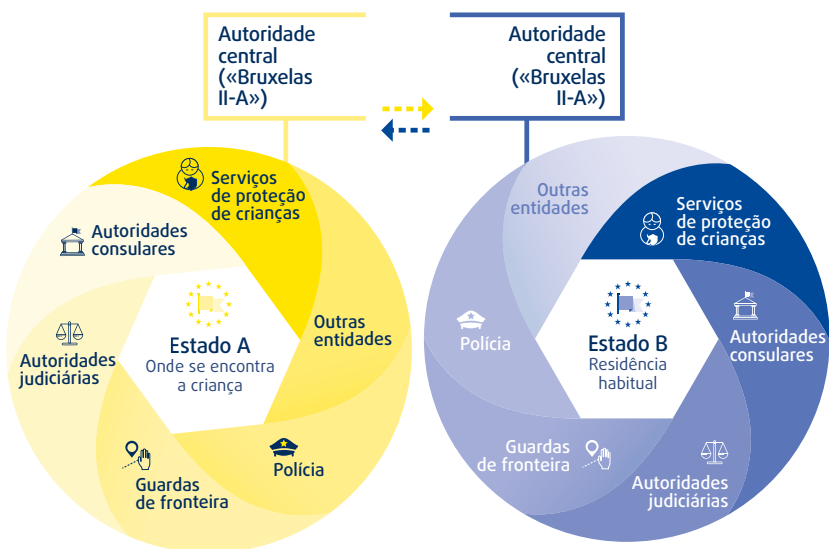 Autoridade
central
(«Bruxelas
II-A»)
Autoridade
central
(«Bruxelas
II-A»)
Serviços
de proteção
de crianças
Autoridades
consulares
Outras
entidades
Estado A
Onde se encontra
a criança
Autoridades
judiciárias
Guardas
de fronteira
Polícia
Outras
entidades
Serviços
de proteção
de crianças
Polícia
Estado B
Residência
habitual
Autoridades
consulares
Guardas
de fronteira
Autoridades
judiciárias